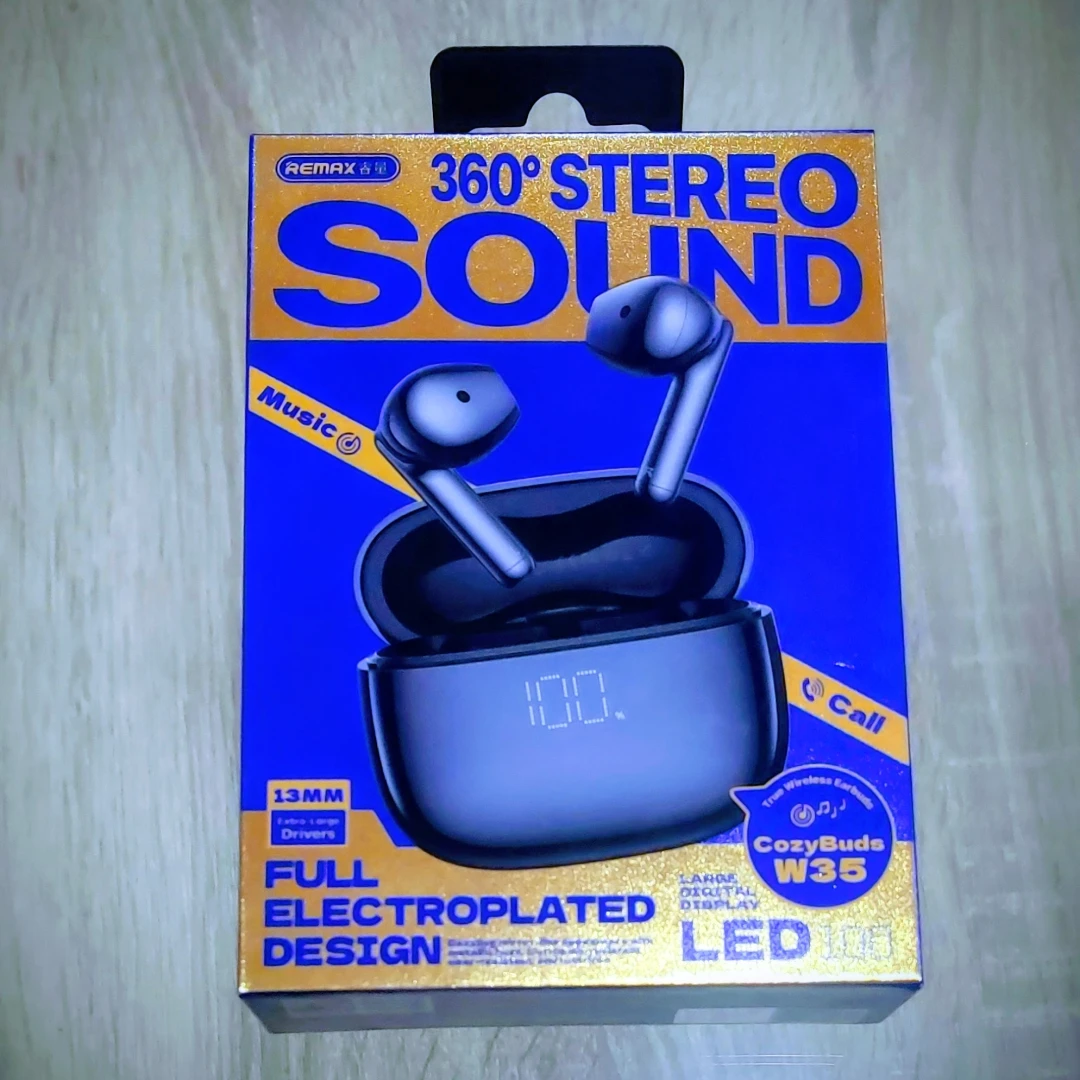 REMAX 睿量
360° STEREO
SOUND
Music
100%
Call
13MM
Extra Large
Drivers
True Wireless Earbuds
CozyBuds
W35
FULL
ELECTROPLATED
DESIGN
LARGE
DIGITAL
DISPLAY
LED